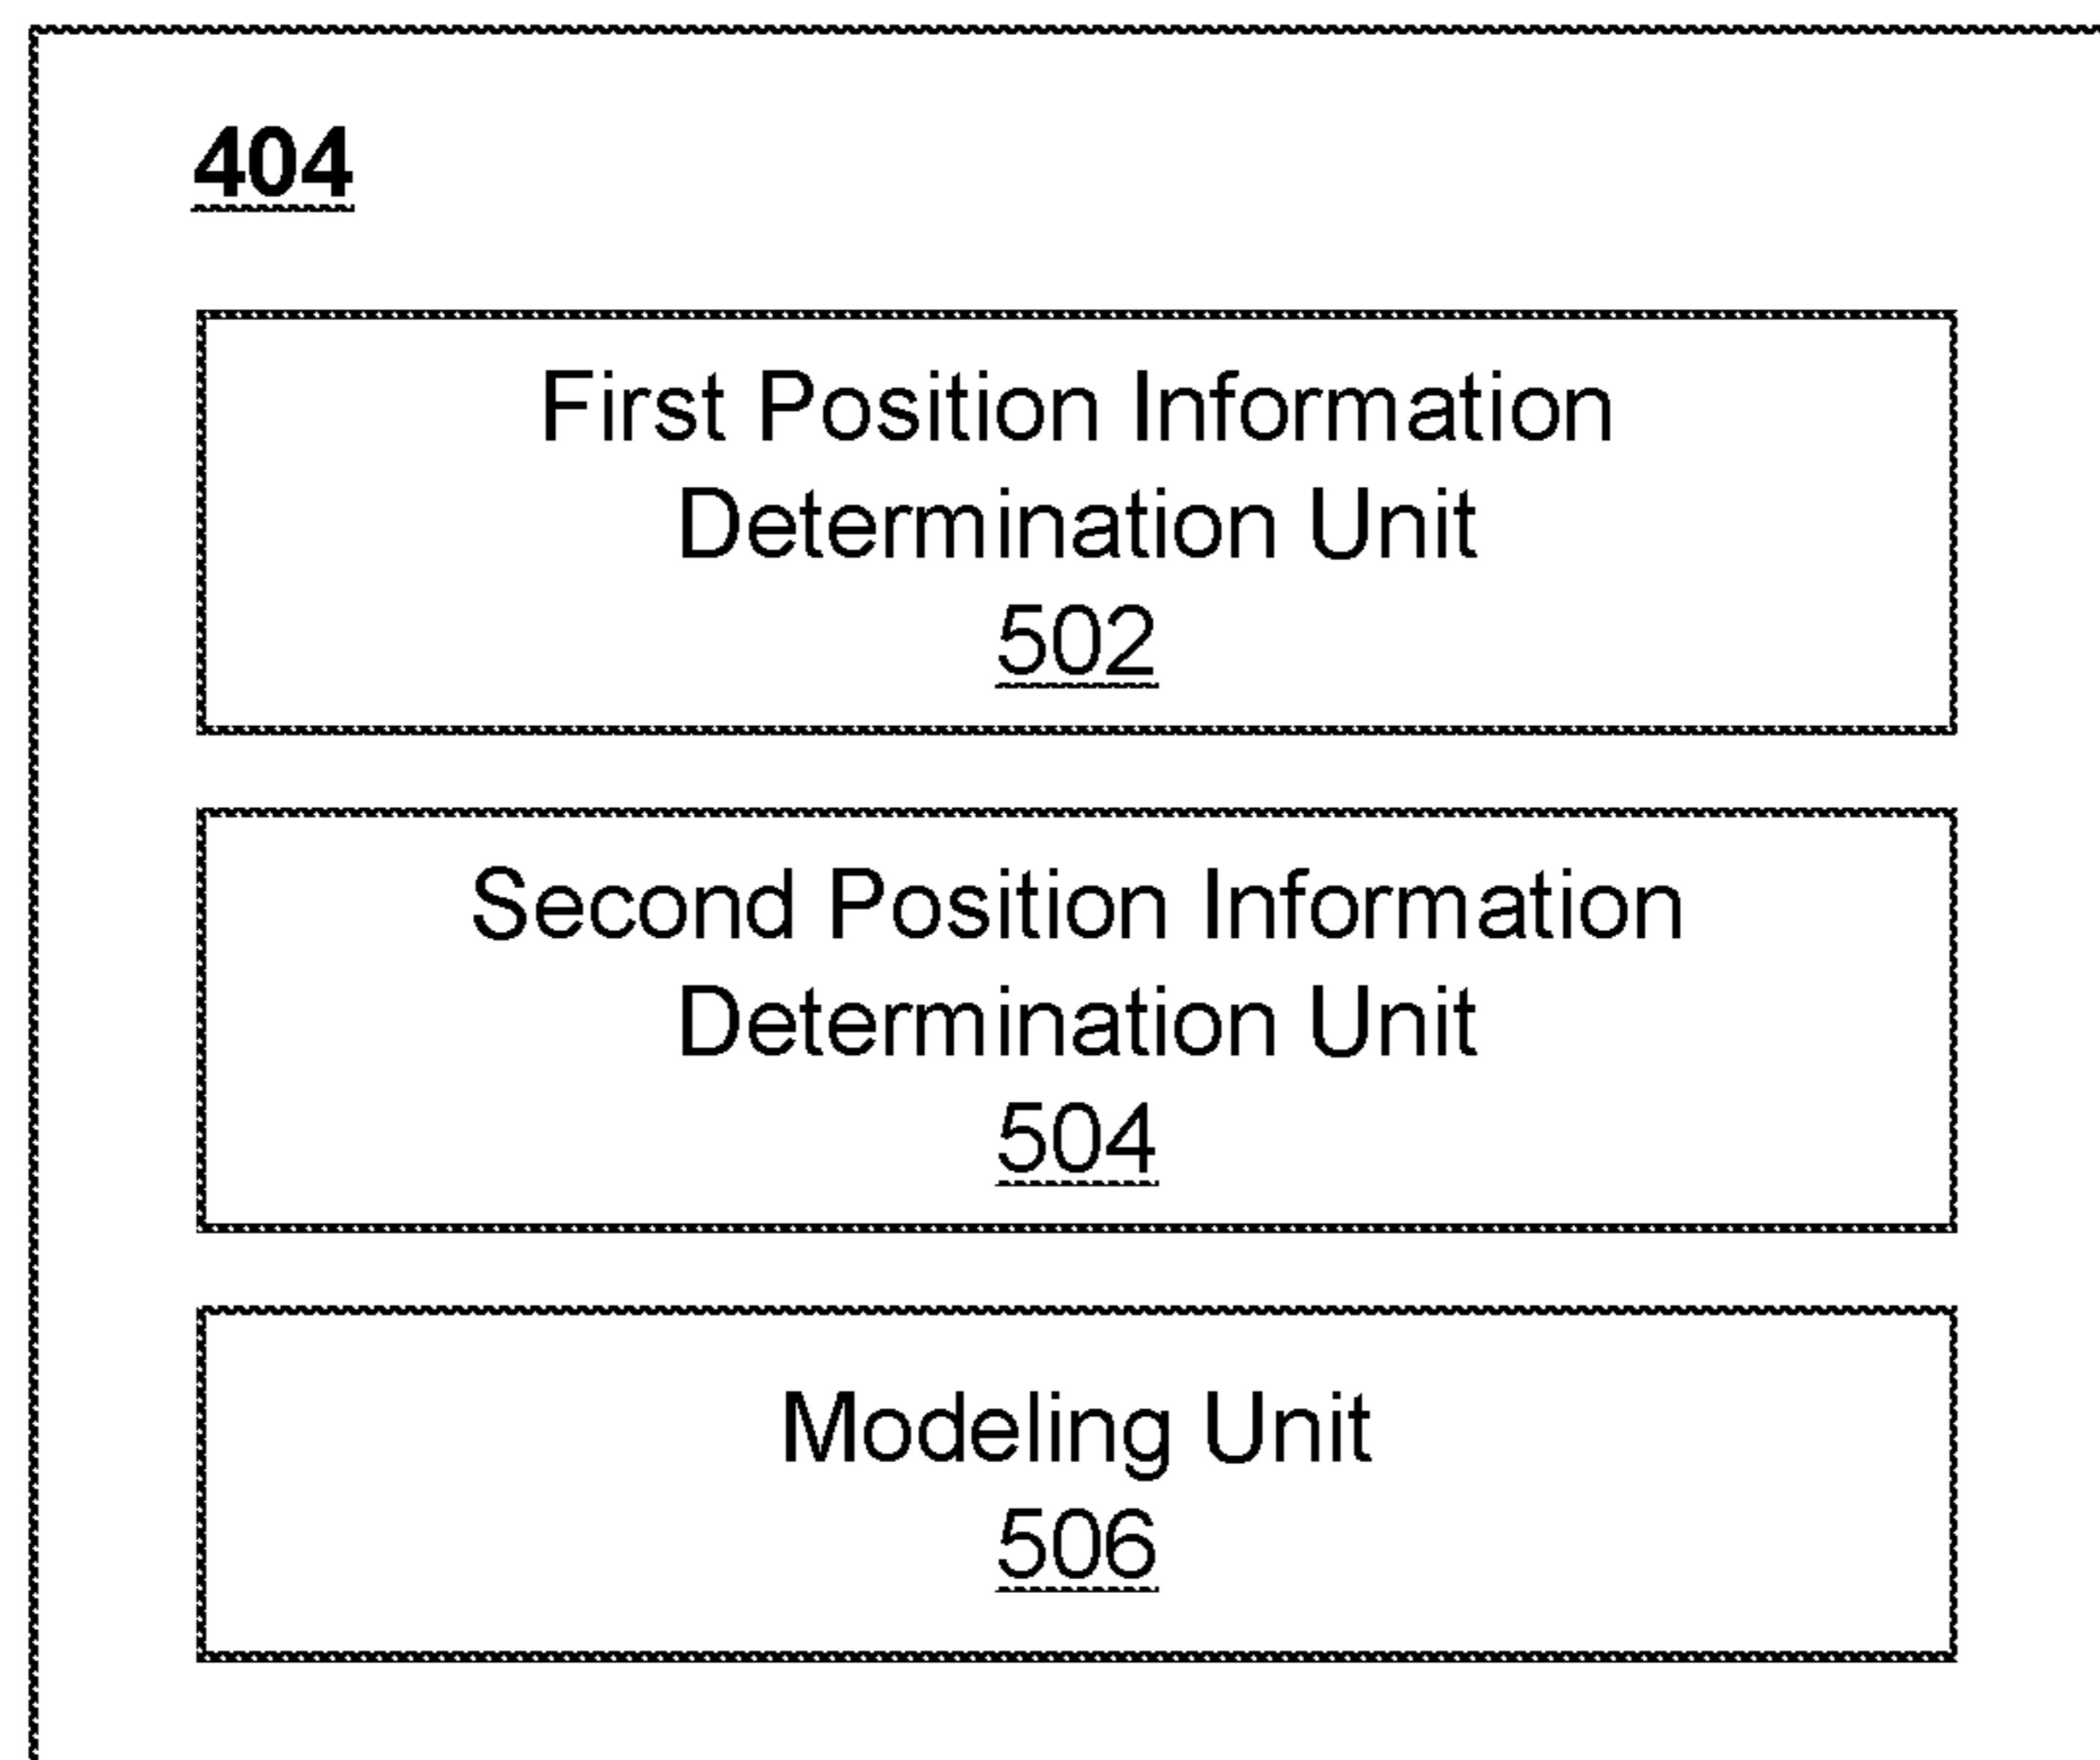 404
First Position Information
Determination Unit
502
Second Position Information
Determination Unit
504
Modeling Unit
506